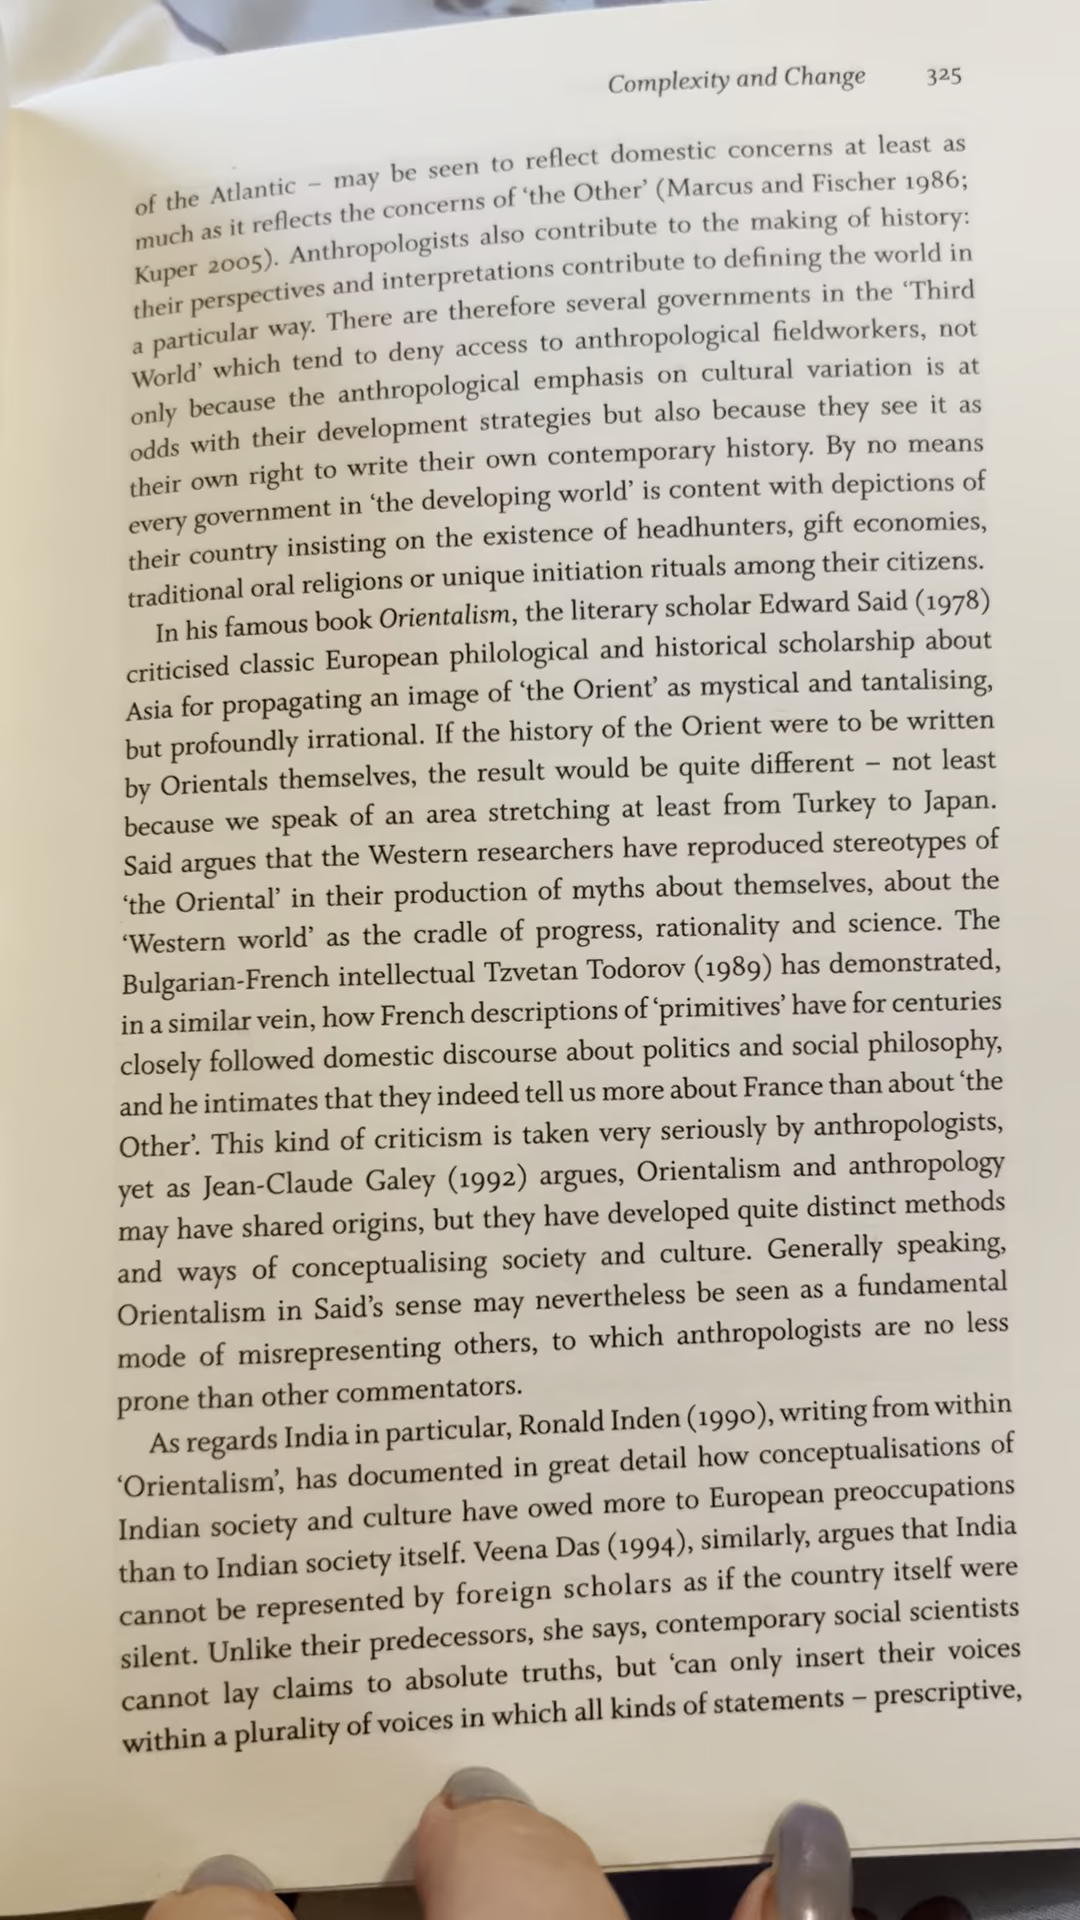 Complexity and Change 325
of the Atlantic – may be seen to reflect domestic concerns at least as
much as it reflects the concerns of ‘the Other’ (Marcus and Fischer 1986;
Kuper 2005). Anthropologists also contribute to the making of history:
their perspectives and interpretations contribute to defining the world in
a particular way. There are therefore several governments in the ‘Third
World’ which tend to deny access to anthropological fieldworkers, not
only because the anthropological emphasis on cultural variation is at
odds with their development strategies but also because they see it as
their own right to write their own contemporary history. By no means
every government in ‘the developing world’ is content with depictions of
their country insisting on the existence of headhunters, gift economies,
traditional oral religions or unique initiation rituals among their citizens.
In his famous book Orientalism, the literary scholar Edward Said (1978)
criticised classic European philological and historical scholarship about
Asia for propagating an image of ‘the Orient’ as mystical and tantalising,
but profoundly irrational. If the history of the Orient were to be written
by Orientals themselves, the result would be quite different – not least
because we speak of an area stretching at least from Turkey to Japan.
Said argues that the Western researchers have reproduced stereotypes of
‘the Oriental’ in their production of myths about themselves, about the
‘Western world’ as the cradle of progress, rationality and science. The
Bulgarian-French intellectual Tzvetan Todorov (1989) has demonstrated,
in a similar vein, how French descriptions of ‘primitives’ have for centuries
closely followed domestic discourse about politics and social philosophy,
and he intimates that they indeed tell us more about France than about ‘the
Other’. This kind of criticism is taken very seriously by anthropologists,
yet as Jean-Claude Galey (1992) argues, Orientalism and anthropology
may have shared origins, but they have developed quite distinct methods
and ways of conceptualising society and culture. Generally speaking,
Orientalism in Said’s sense may nevertheless be seen as a fundamental
mode of misrepresenting others, to which anthropologists are no less
prone than other commentators.
As regards India in particular, Ronald Inden (1990), writing from within
‘Orientalism’, has documented in great detail how conceptualisations of
Indian society and culture have owed more to European preoccupations
than to Indian society itself. Veena Das (1994), similarly, argues that India
cannot be represented by foreign scholars as if the country itself were
silent. Unlike their predecessors, she says, contemporary social scientists
cannot lay claims to absolute truths, but ‘can only insert their voices
within a plurality of voices in which all kinds of statements – prescriptive,